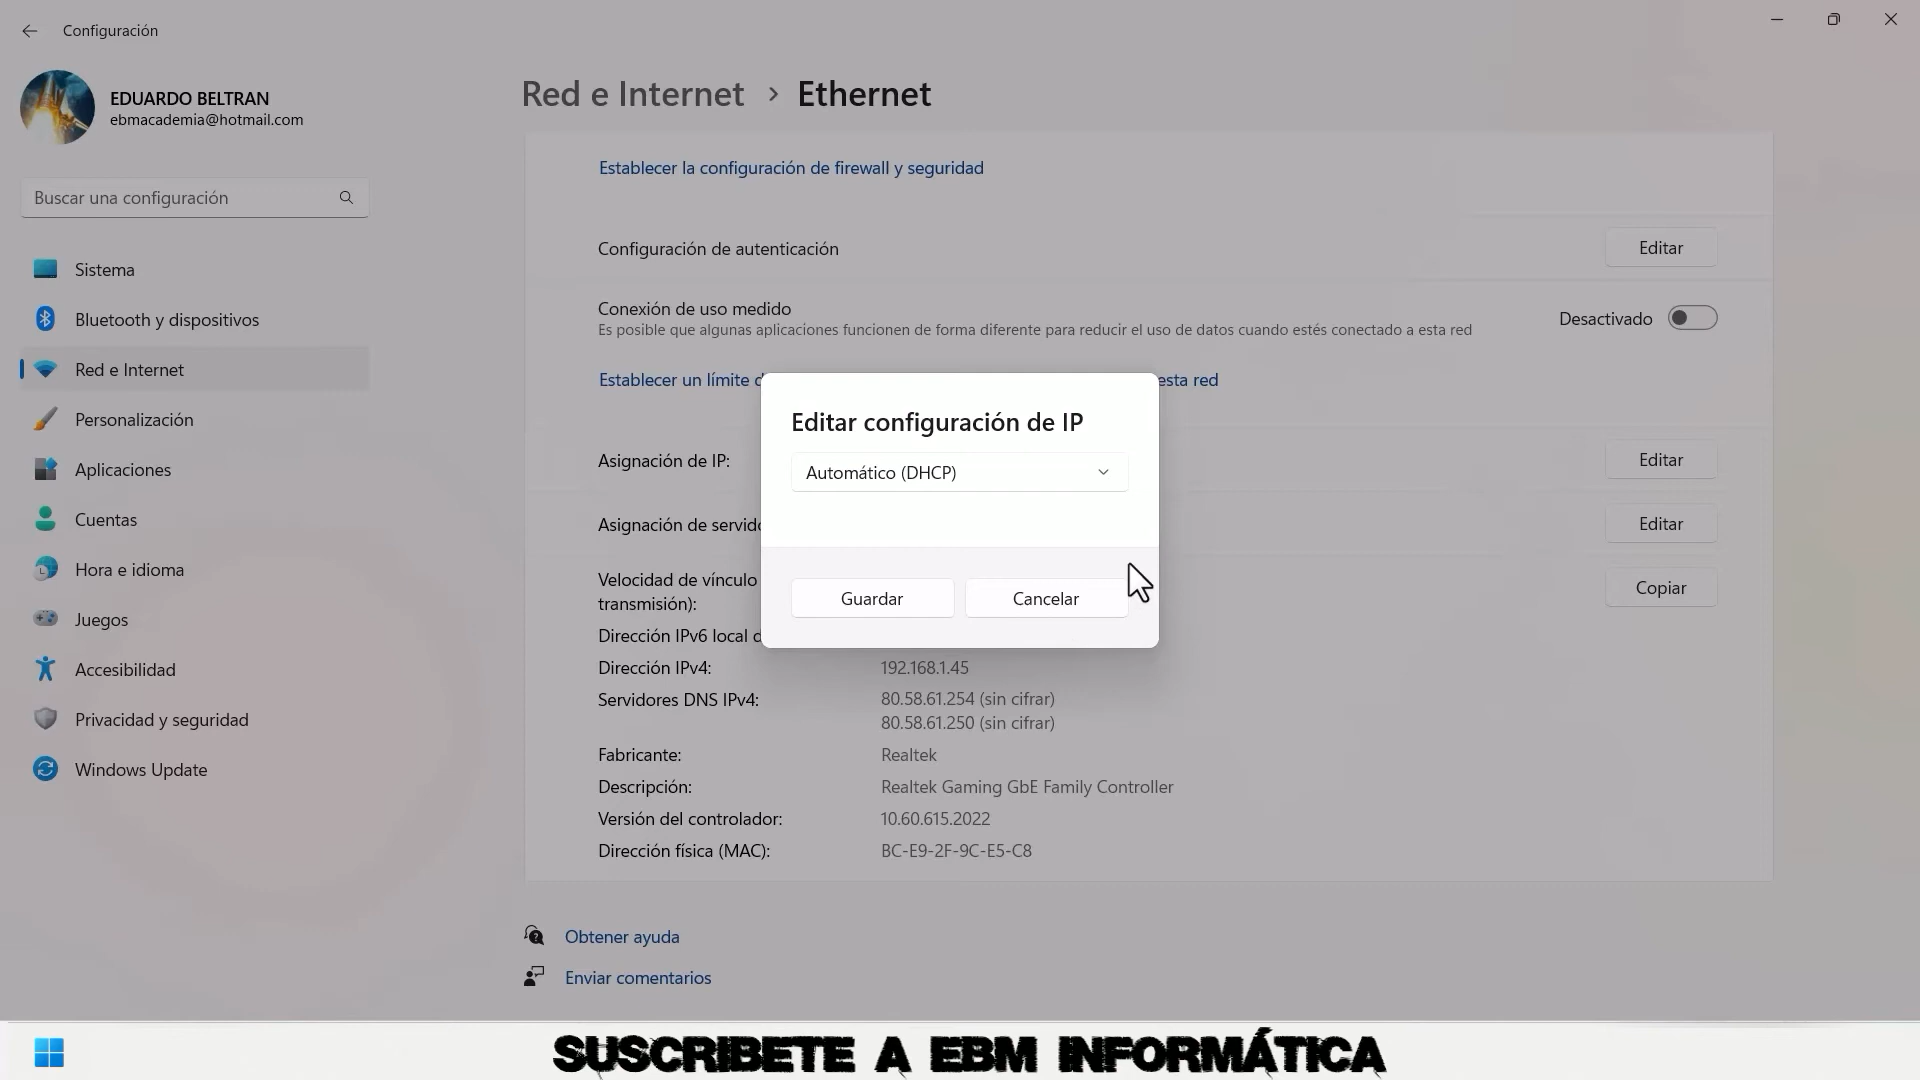 Configuración
EDUARDO BELTRAN
ebmacademia@hotmail.com
Buscar una configuración
Sistema
Bluetooth y dispositivos
Red e Internet
Personalización
Aplicaciones
Cuentas
Hora e idioma
Juegos
Accesibilidad
Privacidad y seguridad
Windows Update
Red e Internet > Ethernet
Establecer la configuración de firewall y seguridad
Configuración de autenticación
Editar
Conexión de uso medido
Es posible que algunas aplicaciones funcionen de forma diferente para reducir el uso de datos cuando estés conectado a esta red
Desactivado
Establecer un límite d
esta red
Editar configuración de IP
Automático (DHCP)
Guardar
Cancelar
Asignación de IP:
Editar
Asignación de servido
Editar
Velocidad de vínculo
transmisión):
Copiar
Dirección IPv6 local d
Dirección IPv4:
192.168.1.45
Servidores DNS IPv4:
80.58.61.254 (sin cifrar)
80.58.61.250 (sin cifrar)
Fabricante:
Realtek
Descripción:
Realtek Gaming GbE Family Controller
Versión del controlador:
10.60.615.2022
Dirección física (MAC):
BC-E9-2F-9C-E5-C8
Obtener ayuda
Enviar comentarios
SUSCRIBETE A EBM INFORMÁTICA